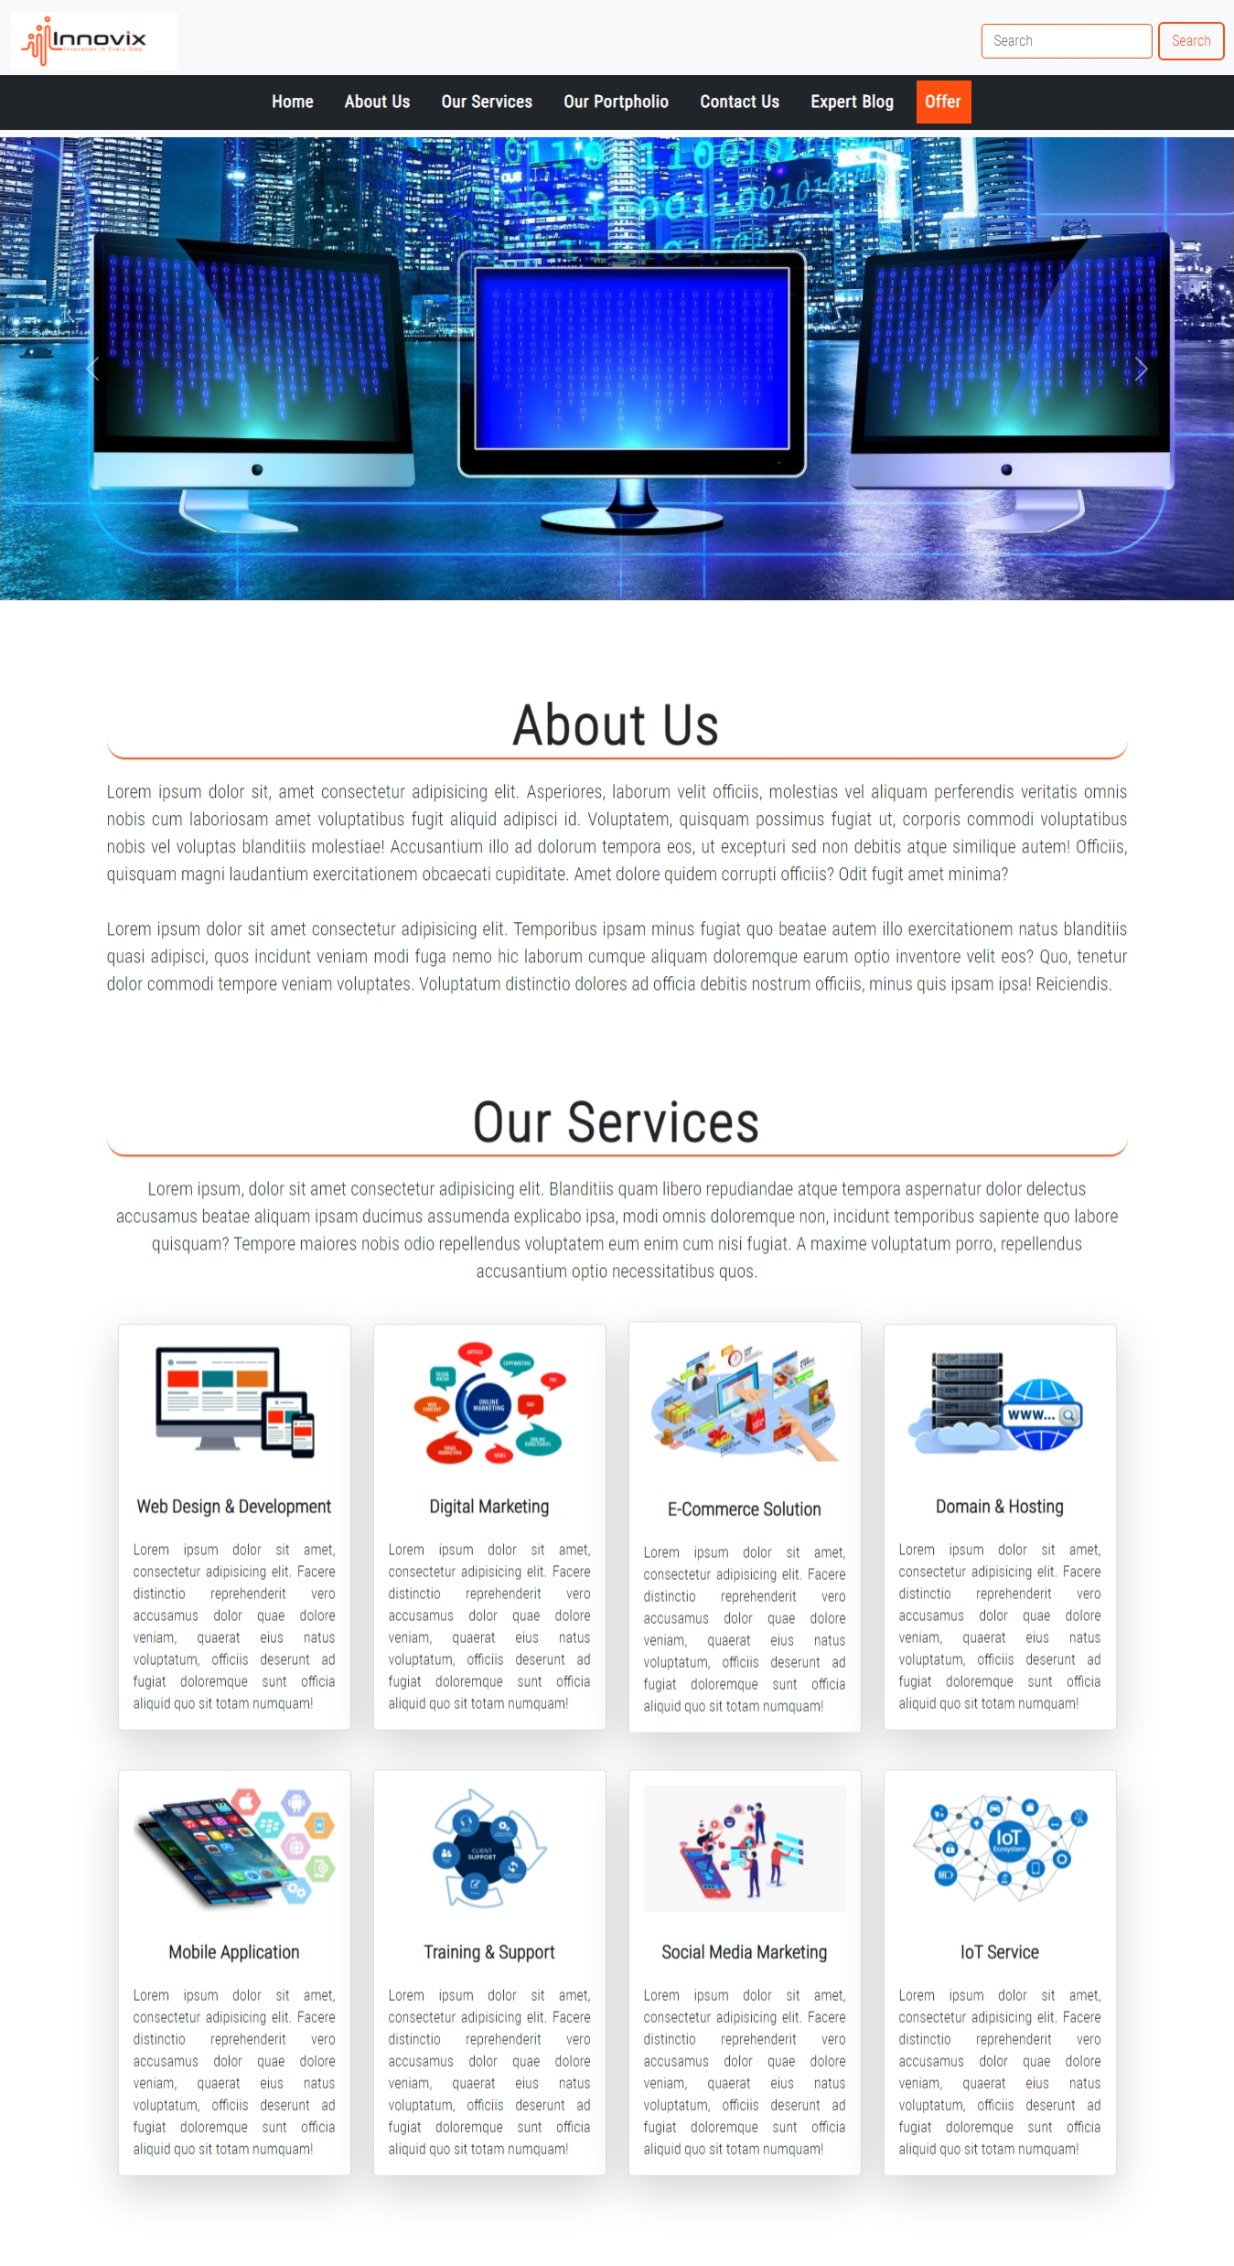 Innovix
Innovation in Every Step
Search
Search
Home
About Us
Our Services
Our Portpholio
Contact Us
Expert Blog
Offer
About Us
Lorem ipsum dolor sit, amet consectetur adipisicing elit. Asperiores, laborum velit officiis, molestias vel aliquam perferendis veritatis omnis
nobis cum laboriosam amet voluptatibus fugit aliquid adipisci id. Voluptatem, quisquam possimus fugiat ut, corporis commodi voluptatibus
nobis vel voluptas blanditiis molestiae! Accusantium illo ad dolorum tempora eos, ut excepturi sed non debitis atque similique autem! Officiis,
quisquam magni laudantium exercitationem obcaecati cupiditate. Amet dolore quidem corrupti officiis? Odit fugit amet minima?
Lorem ipsum dolor sit amet consectetur adipisicing elit. Temporibus ipsam minus fugiat quo beatae autem illo exercitationem natus blanditiis
quasi adipisci, quos incidunt veniam modi fuga nemo hic laborum cumque aliquam doloremque earum optio inventore velit eos? Quo, tenetur
dolor commodi tempore veniam voluptates. Voluptatum distinctio dolores ad officia debitis nostrum officiis, minus quis ipsam ipsa! Reiciendis.
Our Services
Lorem ipsum, dolor sit amet consectetur adipisicing elit. Blanditiis quam libero repudiandae atque tempora aspernatur dolor delectus
accusamus beatae aliquam ipsam ducimus assumenda explicabo ipsa, modi omnis doloremque non, incidunt temporibus sapiente quo labore
quisquam? Tempore maiores nobis odio repellendus voluptatem eum enim cum nisi fugiat. A maxime voluptatum porro, repellendus
accusantium optio necessitatibus quos.
Web Design & Development
Lorem ipsum dolor sit amet,
consectetur adipisicing elit. Facere
distinctio reprehenderit vero
accusamus dolor quae dolore
veniam, quaerat eius natus
voluptatum, officiis deserunt ad
fugiat doloremque sunt officia
aliquid quo sit totam numquam!
ARTICLE
COPYWRITING
SOCIAL
MEDIA
PPC
WEB
CONTENT
ONLINE
MARKETING
SEO
EMAIL
MARKETING
NEWS
ONLINE
DIRECTORIES
Digital Marketing
Lorem ipsum dolor sit amet,
consectetur adipisicing elit. Facere
distinctio reprehenderit vero
accusamus dolor quae dolore
veniam, quaerat eius natus
voluptatum, officiis deserunt ad
fugiat doloremque sunt officia
aliquid quo sit totam numquam!
E-Commerce Solution
Lorem ipsum dolor sit amet,
consectetur adipisicing elit. Facere
distinctio reprehenderit vero
accusamus dolor quae dolore
veniam, quaerat eius natus
voluptatum, officiis deserunt ad
fugiat doloremque sunt officia
aliquid quo sit totam numquam!
WWW...
Domain & Hosting
Lorem ipsum dolor sit amet,
consectetur adipisicing elit. Facere
distinctio reprehenderit vero
accusamus dolor quae dolore
veniam, quaerat eius natus
voluptatum, officiis deserunt ad
fugiat doloremque sunt officia
aliquid quo sit totam numquam!
Mobile Application
Lorem ipsum dolor sit amet,
consectetur adipisicing elit. Facere
distinctio reprehenderit vero
accusamus dolor quae dolore
veniam, quaerat eius natus
voluptatum, officiis deserunt ad
fugiat doloremque sunt officia
aliquid quo sit totam numquam!
CLIENT
SUPPORT
Training & Support
Lorem ipsum dolor sit amet,
consectetur adipisicing elit. Facere
distinctio reprehenderit vero
accusamus dolor quae dolore
veniam, quaerat eius natus
voluptatum, officiis deserunt ad
fugiat doloremque sunt officia
aliquid quo sit totam numquam!
Social Media Marketing
Lorem ipsum dolor sit amet,
consectetur adipisicing elit. Facere
distinctio reprehenderit vero
accusamus dolor quae dolore
veniam, quaerat eius natus
voluptatum, officiis deserunt ad
fugiat doloremque sunt officia
aliquid quo sit totam numquam!
IoT
Ecosystem
IoT Service
Lorem ipsum dolor sit amet,
consectetur adipisicing elit. Facere
distinctio reprehenderit vero
accusamus dolor quae dolore
veniam, quaerat eius natus
voluptatum, officiis deserunt ad
fugiat doloremque sunt officia
aliquid quo sit totam numquam!